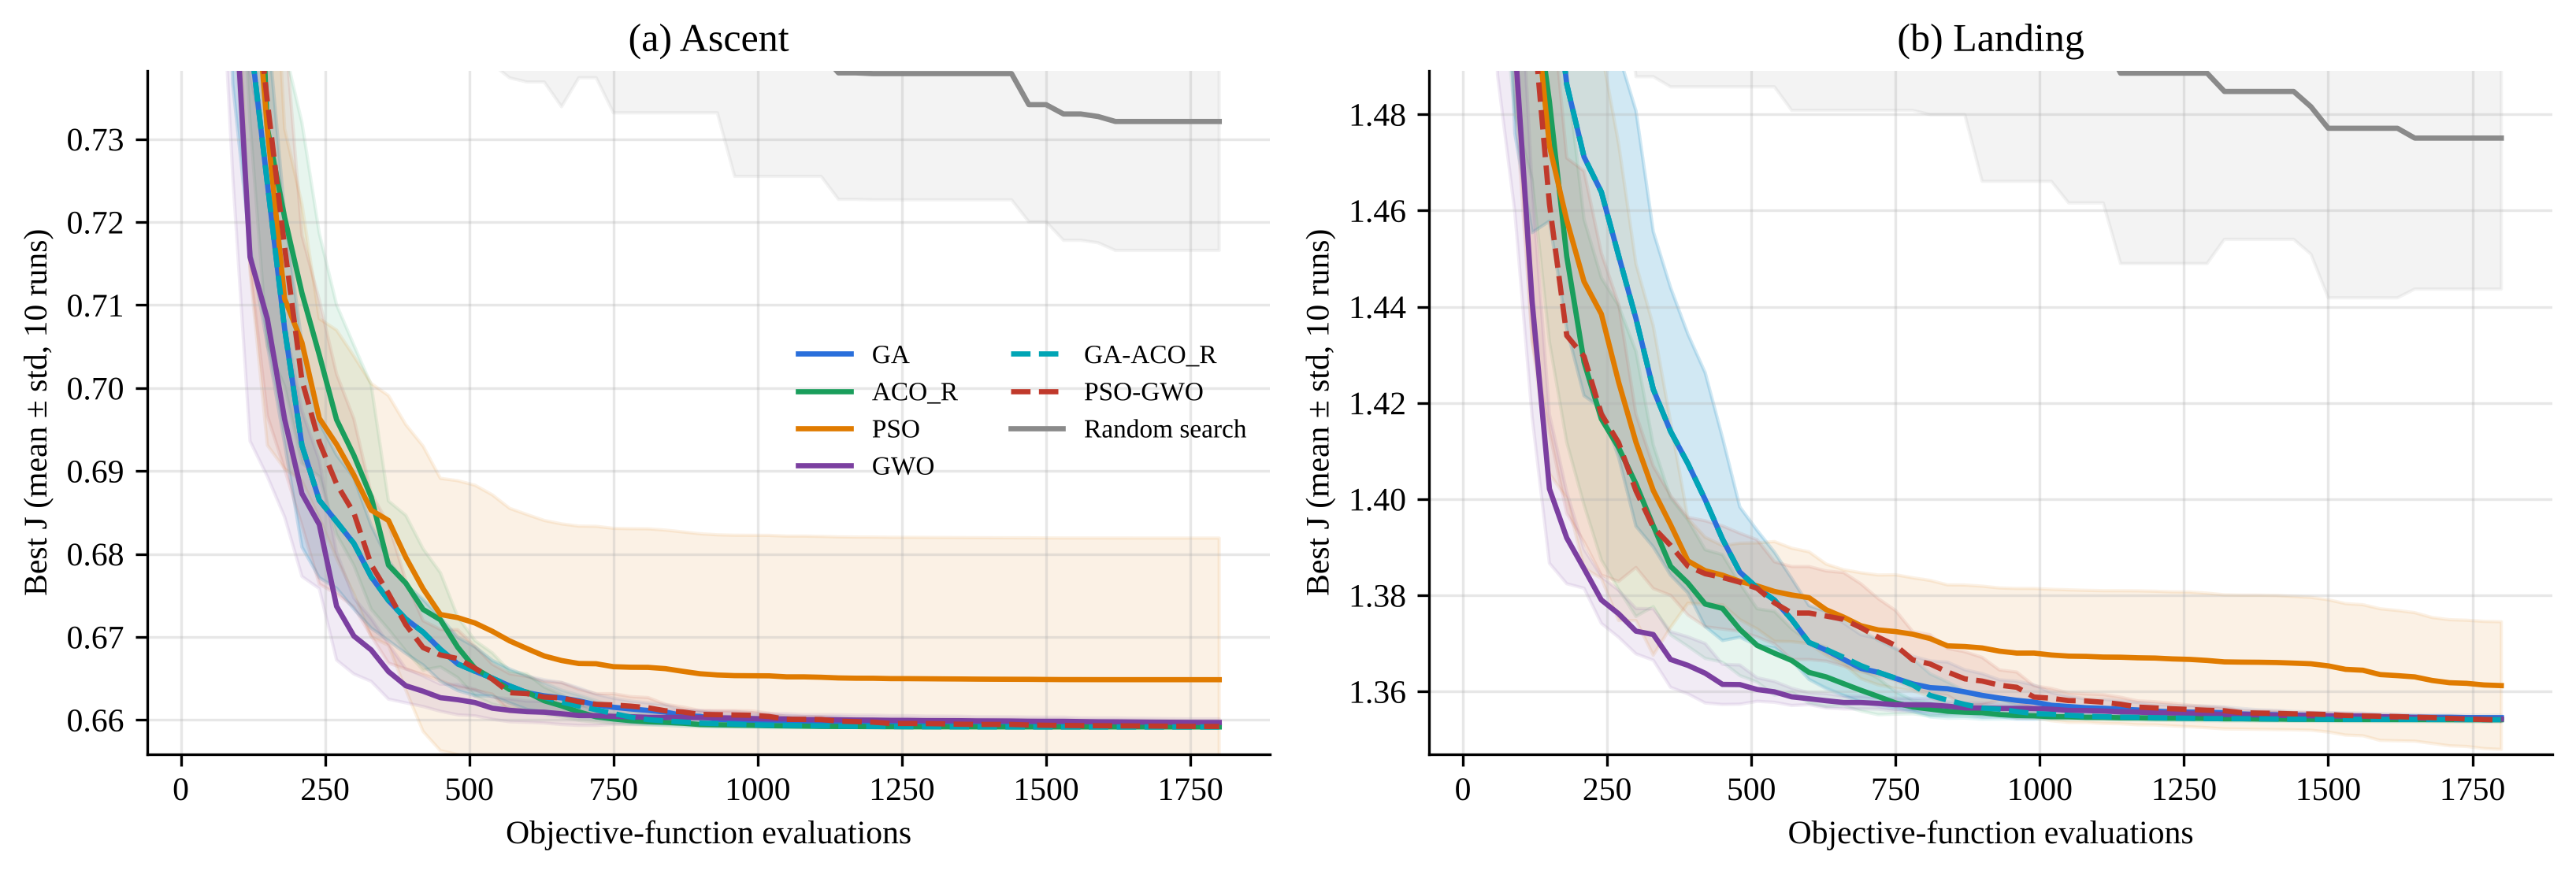 (a) Ascent
Best J (mean ± std, 10 runs)
0.73
0.72
0.71
0.70
0.69
0.68
0.67
0.66
GA
ACO_R
PSO
GWO
GA-ACO_R
PSO-GWO
Random search
0 250 500 750 1000 1250 1500 1750
Objective-function evaluations
(b) Landing
Best J (mean ± std, 10 runs)
1.48
1.46
1.44
1.42
1.40
1.38
1.36
0 250 500 750 1000 1250 1500 1750
Objective-function evaluations